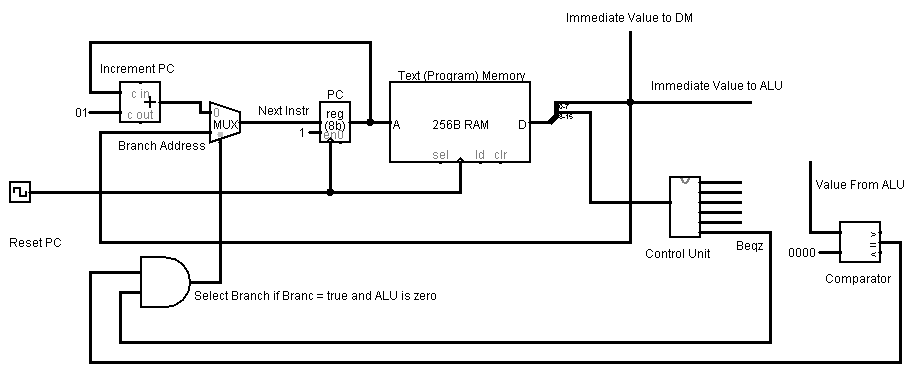 Immediate Value to DM
Increment PC
Text (Program) Memory
Immediate Value to ALU
c in
+
c out
01
PC
Next Instr
reg
(8b)
en0
1
0
MUX
A
256B RAM
D
0-7
8-15
Branch Address
sel
ld
clr
Value From ALU
Reset PC
Control Unit
Beqz
0000
>
=
<
Comparator
Select Branch if Branc = true and ALU is zero